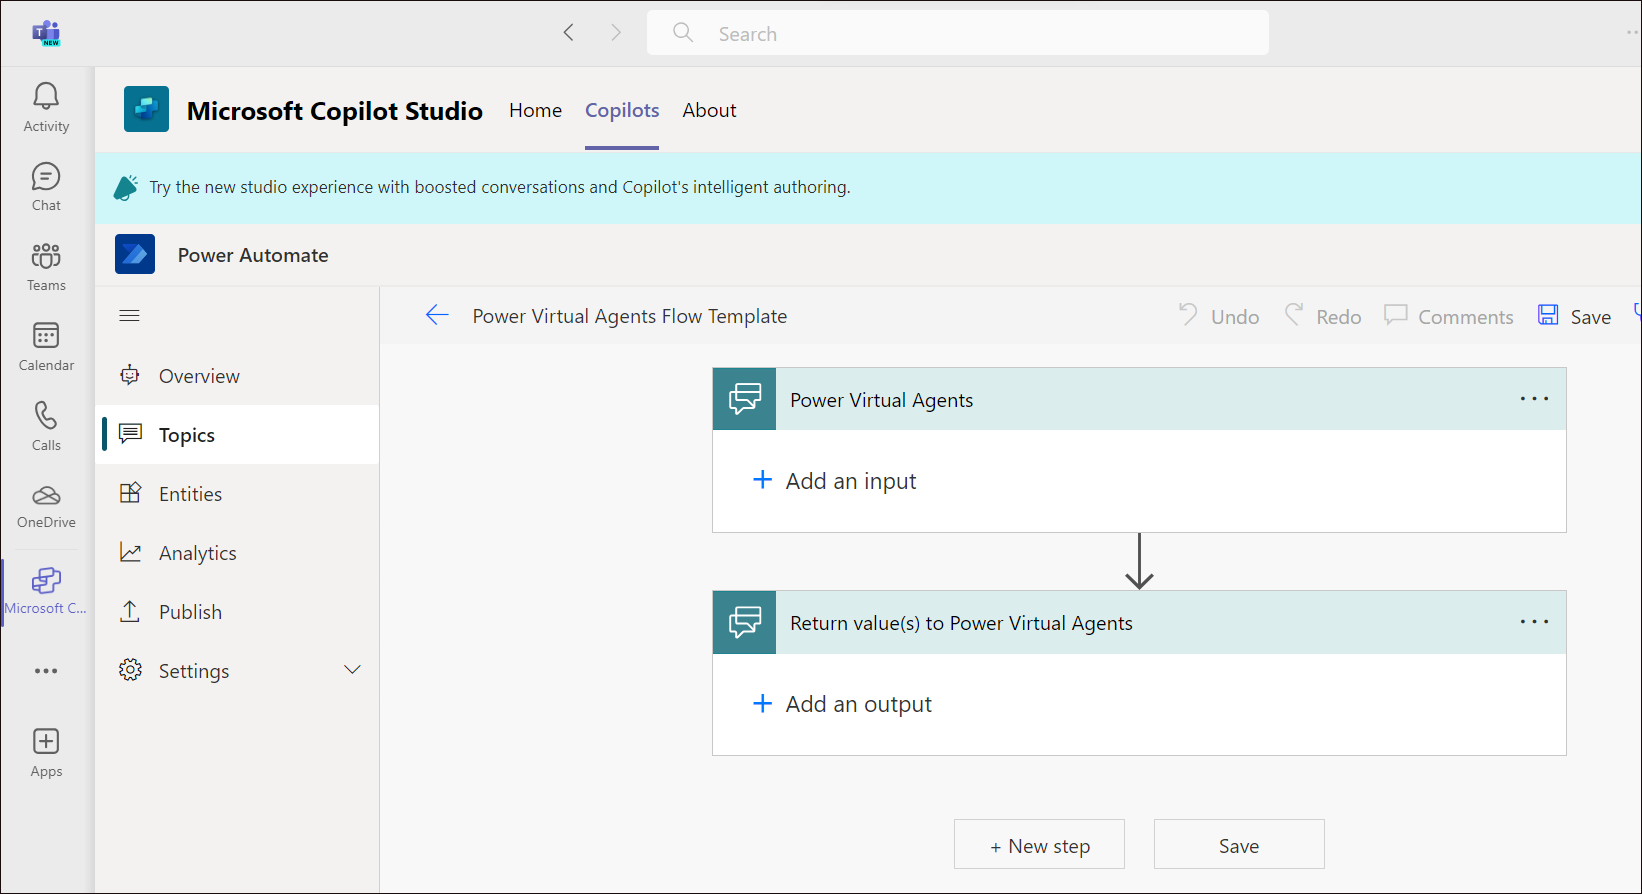 T
NEW
Search
Activity
Chat
Teams
Calendar
Calls
OneDrive
Microsoft C...
Apps
Microsoft Copilot Studio
Home
Copilots
About
Try the new studio experience with boosted conversations and Copilot's intelligent authoring.
Power Automate
Overview
Topics
Entities
Analytics
Publish
Settings
Power Virtual Agents Flow Template
Undo
Redo
Comments
Save
Power Virtual Agents
+ Add an input
Return value(s) to Power Virtual Agents
+ Add an output
+ New step
Save